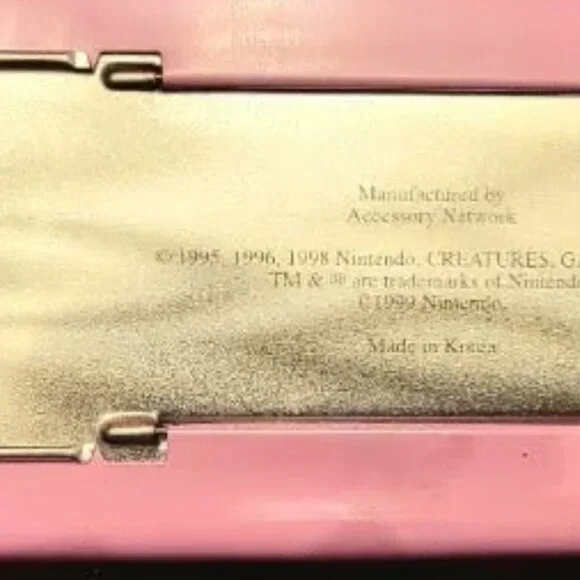 Manufactured by
Accessory Network
© 1995, 1996, 1998 Nintendo, CREATURES, GA
TM & ® are trademarks of Nintendo
©1999 Nintendo.
Made in Korea